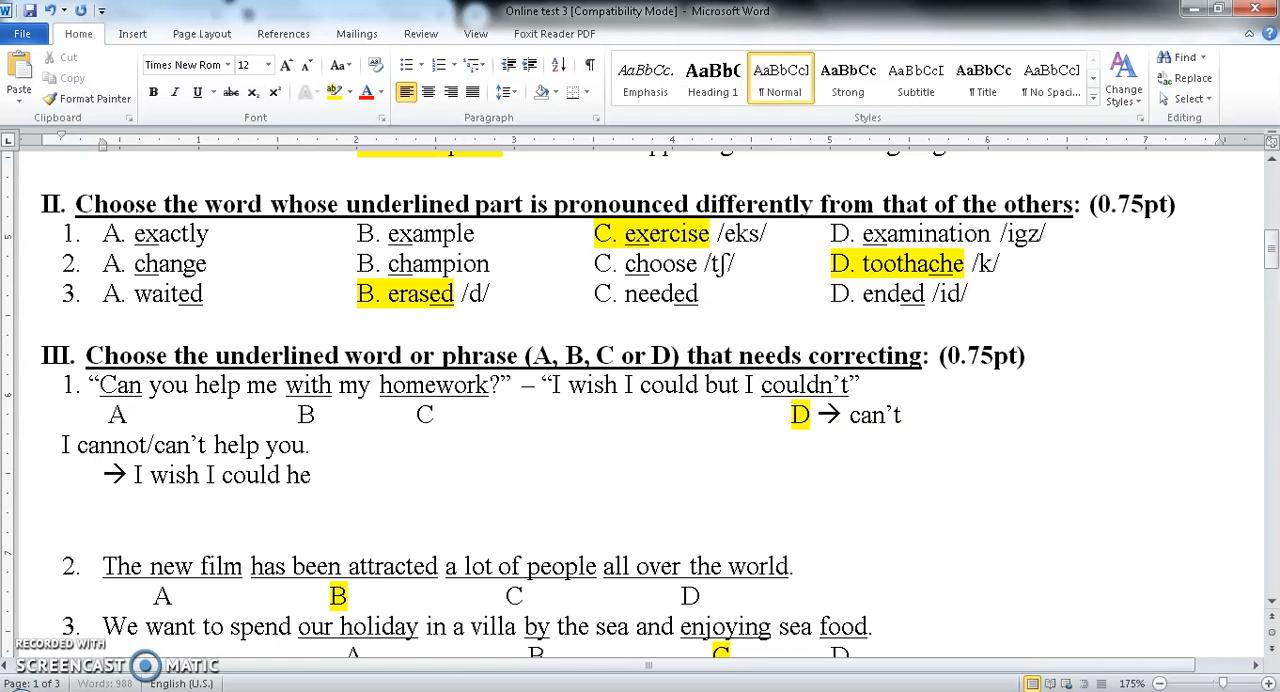 Online test 3 [Compatibility Mode] - Microsoft Word
File Home Insert Page Layout References Mailings Review View Foxit Reader PDF
Cut
Copy
Format Painter
Paste
Times New Rom 12
AaBbCc. AaBb( AaBbCcI AaBbCc AaBbCcI AaBbCc AaBbCcI
Emphasis Heading 1 ¶ Normal Strong Subtitle ¶ Title ¶ No Spaci...
Change Styles
Find
Replace
Select
Clipboard Font Paragraph Styles Editing
II. Choose the word whose underlined part is pronounced differently from that of the others: (0.75pt)
1. A. exactly B. example C. exercise /eks/ D. examination /igz/
2. A. change B. champion C. choose /tʃ/ D. toothache /k/
3. A. waited B. erased /d/ C. needed D. ended /id/
III. Choose the underlined word or phrase (A, B, C or D) that needs correcting: (0.75pt)
1. “Can you help me with my homework?” – “I wish I could but I couldn’t”
A B C D → can’t
I cannot/can’t help you.
→ I wish I could he
2. The new film has been attracted a lot of people all over the world.
A B C D
3. We want to spend our holiday in a villa by the sea and enjoying sea food.
A B C D
RECORDED WITH
SCREENCAST MATIC
Page: 1 of 3 Words: 988 English (U.S.) 175%